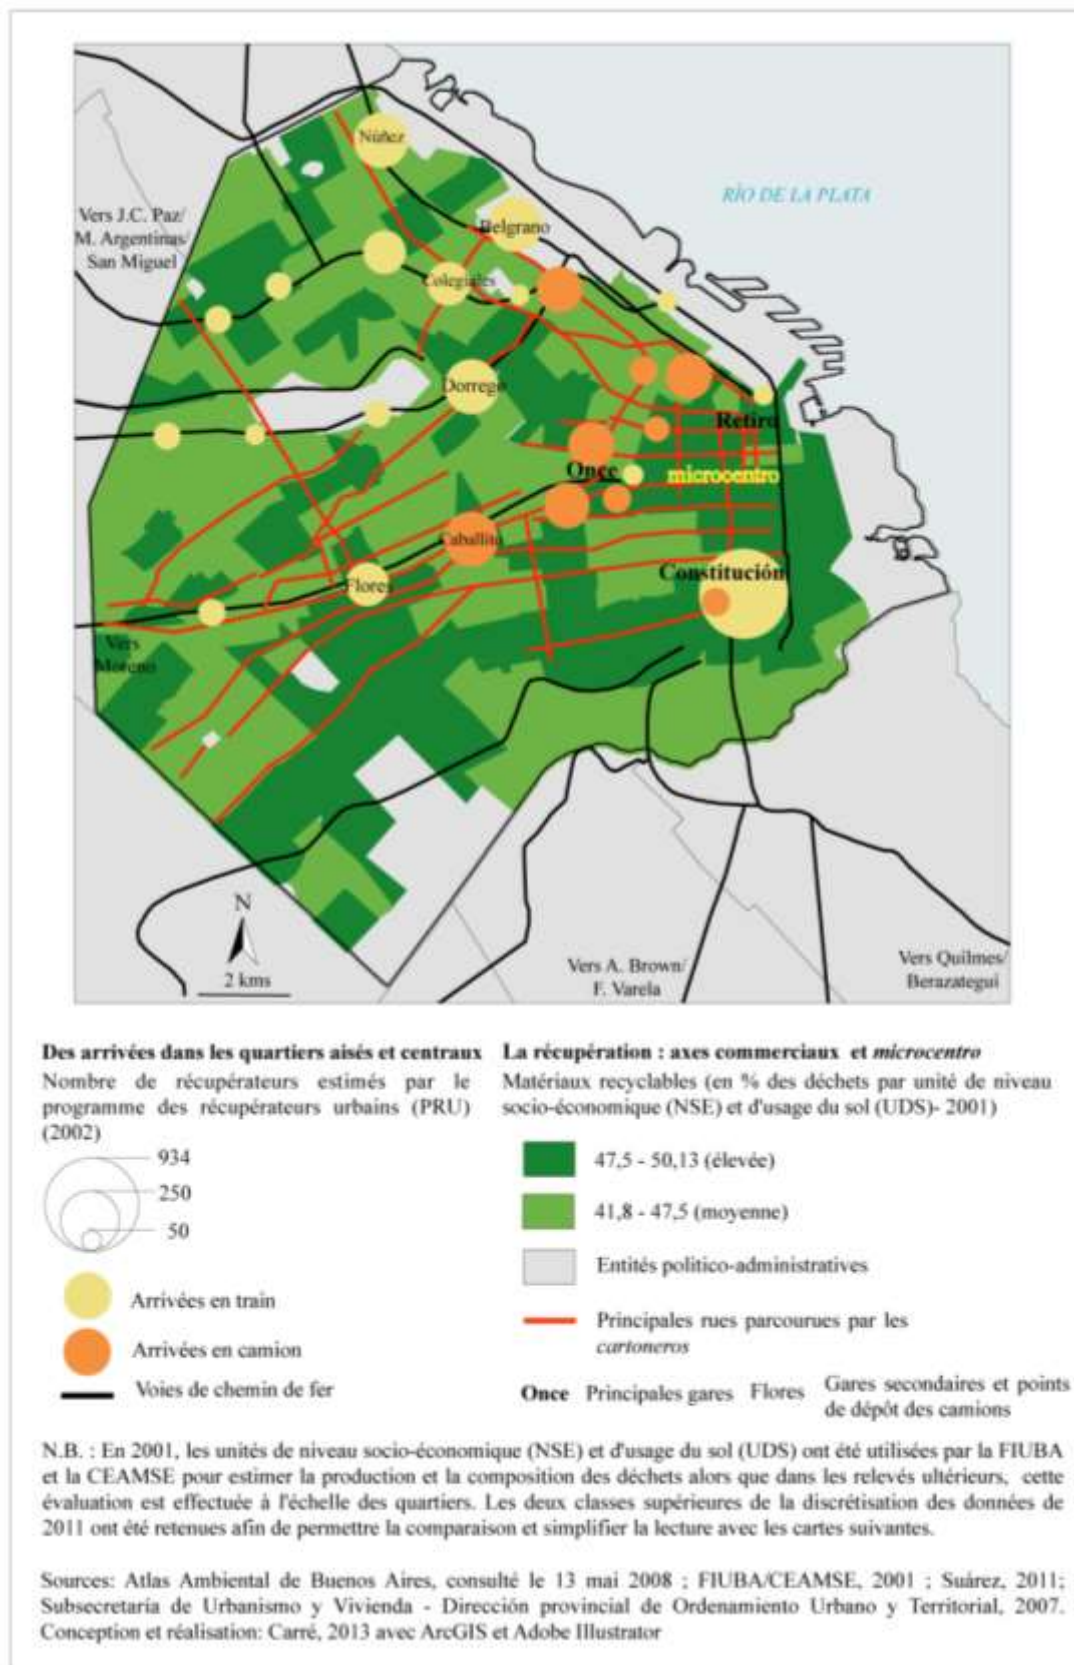 Núñez
RÍO DE LA PLATA
Vers J.C. Paz/
M. Argentinas/
San Miguel
Belgrano
Colegiales
Dorrego
Retiro
Once
microcentro
Caballito
Constitución
Flores
Vers
Moreno
N
2 kms
Vers A. Brown/
F. Varela
Vers Quilmes/
Berazategui
Des arrivées dans les quartiers aisés et centraux
Nombre de récupérateurs estimés par le
programme des récupérateurs urbains (PRU)
(2002)
934
250
50
Arrivées en train
Arrivées en camion
Voies de chemin de fer
La récupération : axes commerciaux et microcentro
Matériaux recyclables (en % des déchets par unité de niveau
socio-économique (NSE) et d'usage du sol (UDS)- 2001)
47,5 - 50,13 (élevée)
41,8 - 47,5 (moyenne)
Entités politico-administratives
Principales rues parcourues par les
cartoneros
Once Principales gares Flores Gares secondaires et points
de dépôt des camions
N.B. : En 2001, les unités de niveau socio-économique (NSE) et d'usage du sol (UDS) ont été utilisées par la FIUBA
et la CEAMSE pour estimer la production et la composition des déchets alors que dans les relevés ultérieurs, cette
évaluation est effectuée à l'échelle des quartiers. Les deux classes supérieures de la discrétisation des données de
2011 ont été retenues afin de permettre la comparaison et simplifier la lecture avec les cartes suivantes.
Sources: Atlas Ambiental de Buenos Aires, consulté le 13 mai 2008 ; FIUBA/CEAMSE, 2001 ; Suárez, 2011;
Subsecretaría de Urbanismo y Vivienda - Dirección provincial de Ordenamiento Urbano y Territorial, 2007.
Conception et réalisation: Carré, 2013 avec ArcGIS et Adobe Illustrator